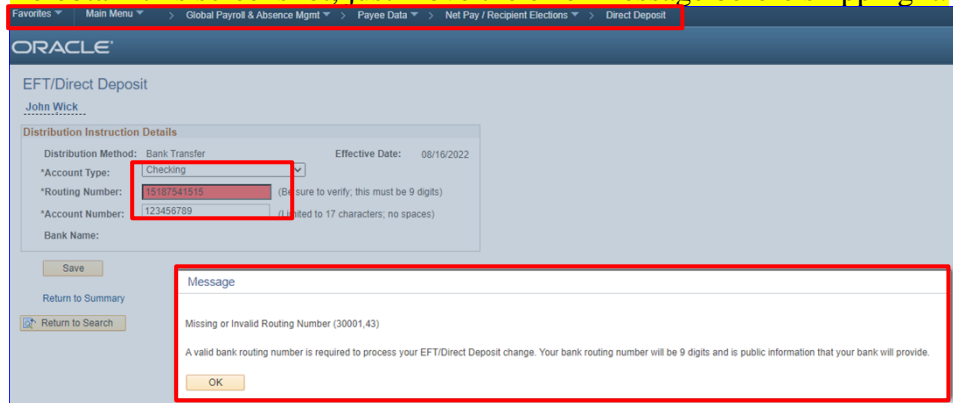 Favorites Main Menu > Global Payroll & Absence Mgmt > Payee Data > Net Pay / Recipient Elections > Direct Deposit
ORACLE
EFT/Direct Deposit
John Wick
Distribution Instruction Details
Distribution Method: Bank Transfer Effective Date: 08/16/2022
*Account Type: Checking
*Routing Number: 15187541515 (Be sure to verify; this must be 9 digits)
*Account Number: 123456789 (Limited to 17 characters; no spaces)
Bank Name:
Save
Return to Summary
Return to Search
Message
Missing or Invalid Routing Number (30001,43)
A valid bank routing number is required to process your EFT/Direct Deposit change. Your bank routing number will be 9 digits and is public information that your bank will provide.
OK